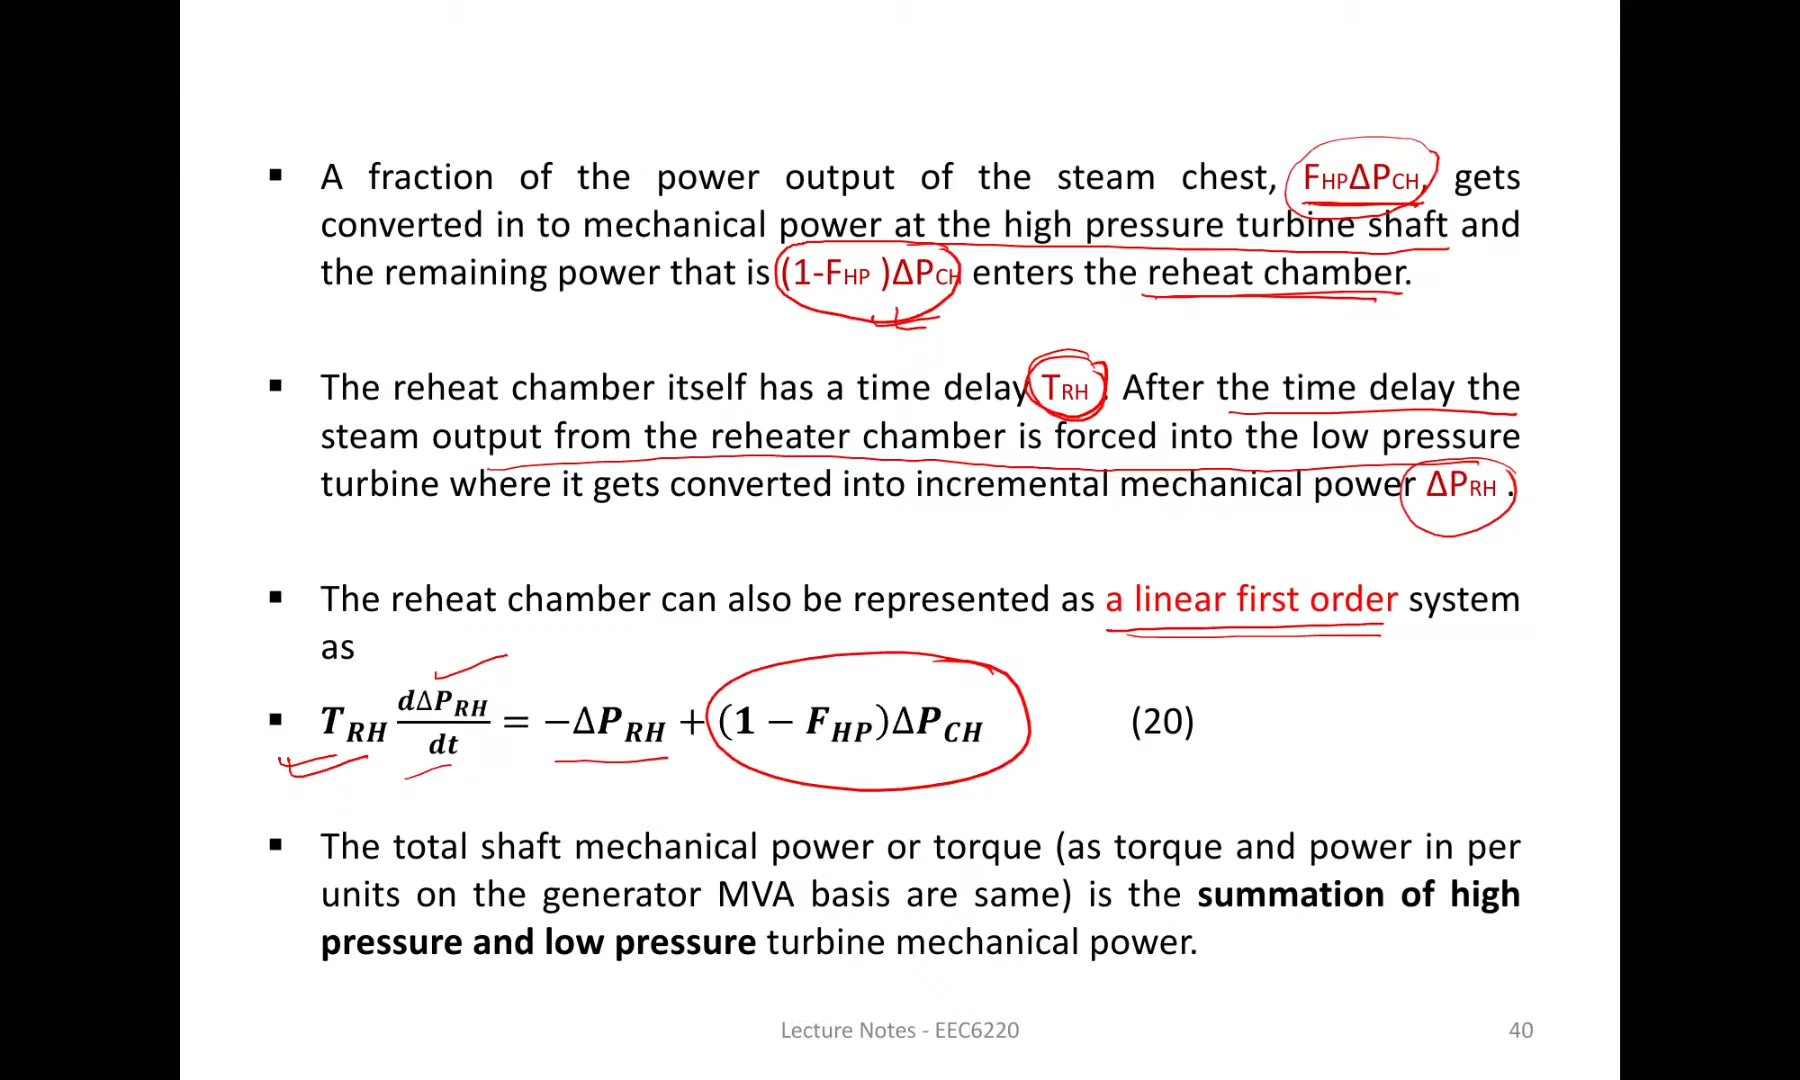 ▪ A fraction of the power output of the steam chest, FHPΔPCH, gets
converted in to mechanical power at the high pressure turbine shaft and
the remaining power that is (1-FHP )ΔPCH enters the reheat chamber.
▪ The reheat chamber itself has a time delay TRH . After the time delay the
steam output from the reheater chamber is forced into the low pressure
turbine where it gets converted into incremental mechanical power ΔPRH .
▪ The reheat chamber can also be represented as a linear first order system
as
▪ T_RH dΔP_RH/dt = −ΔP_RH + (1 − F_HP)ΔP_CH (20)
▪ The total shaft mechanical power or torque (as torque and power in per
units on the generator MVA basis are same) is the summation of high
pressure and low pressure turbine mechanical power.
Lecture Notes - EEC6220 40